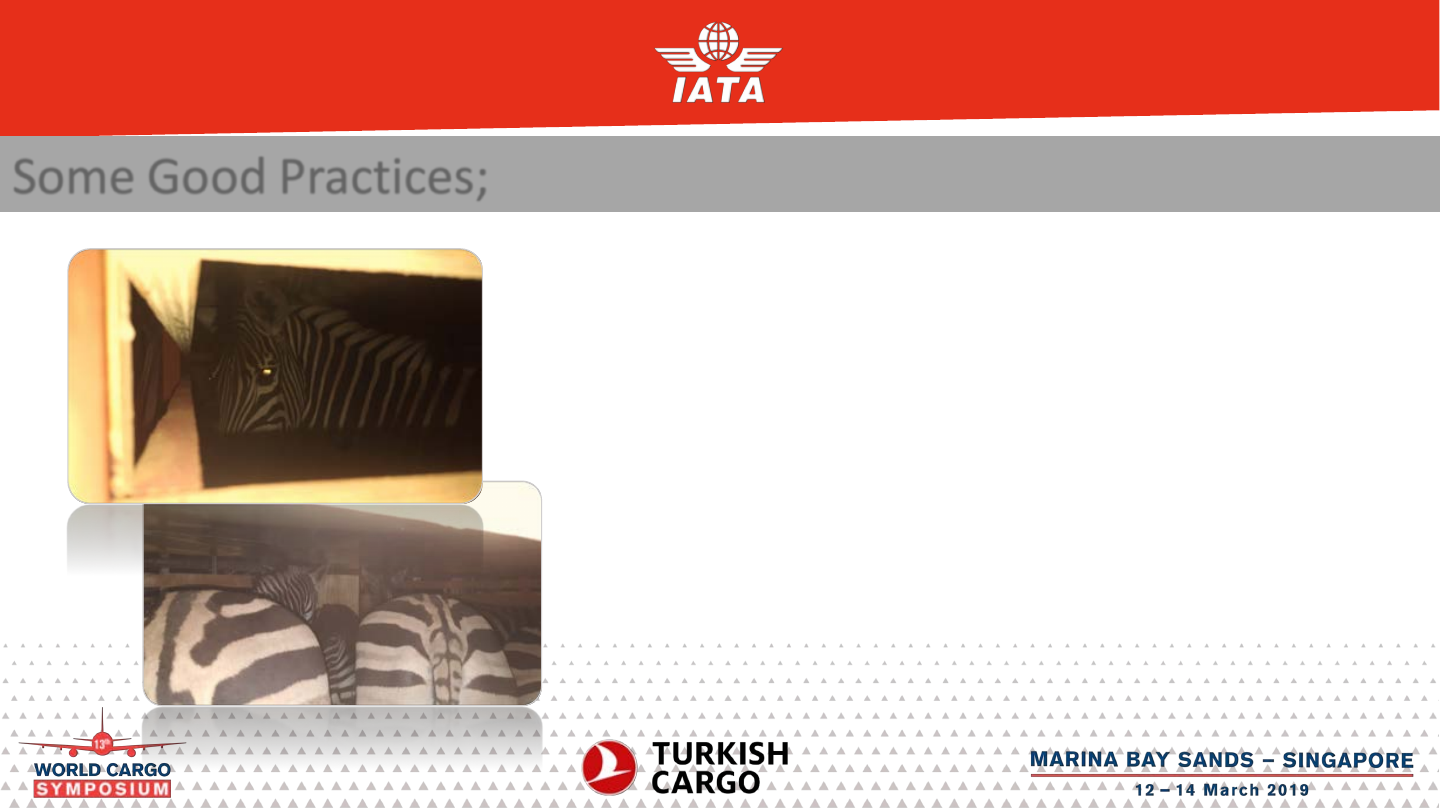 IATA
Some Good Practices;
13th
WORLD CARGO
SYMPOSIUM
TURKISH
CARGO
MARINA BAY SANDS – SINGAPORE
12 – 14 March 2019